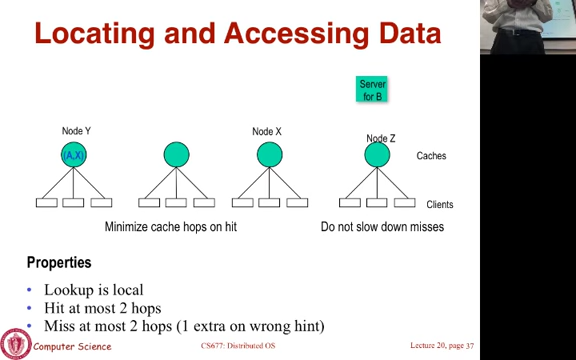 Locating and Accessing Data
Server
for B
Node Y
Node X
Node Z
(A,X)
Caches
Clients
Minimize cache hops on hit
Do not slow down misses
Properties
• Lookup is local
• Hit at most 2 hops
• Miss at most 2 hops (1 extra on wrong hint)
Computer Science
CS677: Distributed OS
Lecture 20, page 37